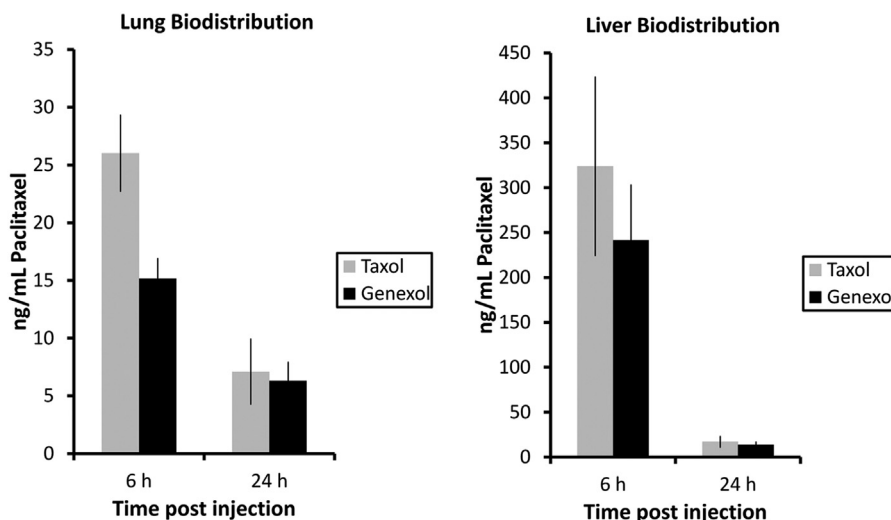 Lung Biodistribution
35
30
25
20
15
10
5
0
ng/mL Paclitaxel
6 h
24 h
Time post injection
Taxol
Genexol
Liver Biodistribution
450
400
350
300
250
200
150
100
50
0
ng/mL Paclitaxel
6 h
24 h
Time post injection
Taxol
Genexol